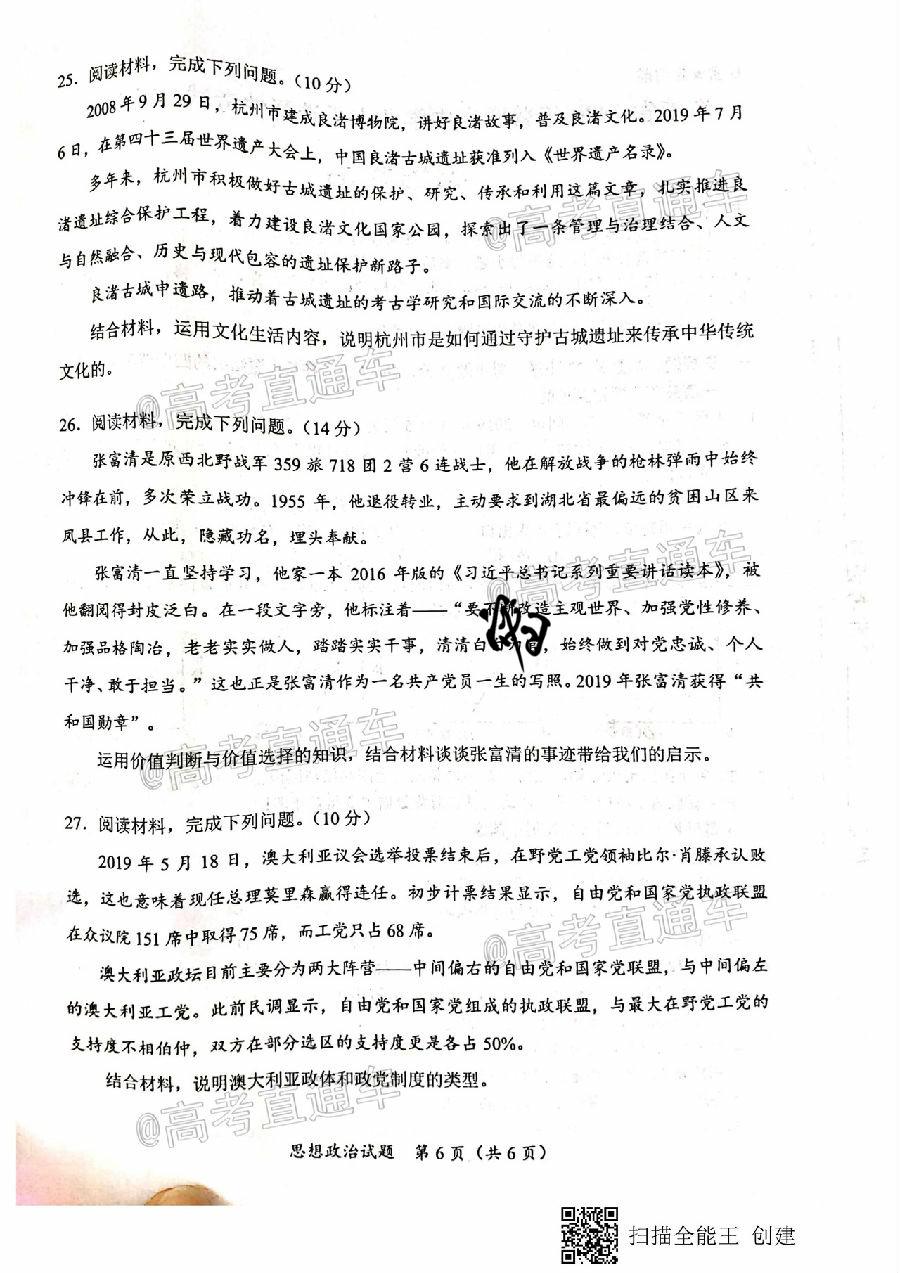 25. 阅读材料，完成下列问题。（10分）
2008年9月29日，杭州市建成良渚博物院，讲好良渚故事，普及良渚文化。2019年7月
6日，在第四十三届世界遗产大会上，中国良渚古城遗址获准列入《世界遗产名录》。
多年来，杭州市积极做好古城遗址的保护、研究、传承和利用这篇文章，扎实推进良
渚遗址综合保护工程，着力建设良渚文化国家公园，探索出了一条管理与治理结合、人文
与自然融合、历史与现代包容的遗址保护新路子。
@高考直通车
良渚古城申遗路，推动着古城遗址的考古学研究和国际交流的不断深入。
结合材料，运用文化生活内容，说明杭州市是如何通过守护古城遗址来传承中华传统
文化的。
@高考直通车
26. 阅读材料，完成下列问题。（14分）
张富清是原西北野战军359旅718团2营6连战士，他在解放战争的枪林弹雨中始终
冲锋在前，多次荣立战功。1955年，他退役转业，主动要求到湖北省最偏远的贫困山区来
凤县工作，从此，隐藏功名，埋头奉献。
@高考直通车
张富清一直坚持学习，他家一本2016年版的《习近平总书记系列重要讲话读本》，被
他翻阅得封皮泛白。在一段文字旁，他标注着——“要不断改造主观世界、加强党性修养、
加强品格陶冶，老老实实做人，踏踏实实干事，清清白白为官，始终做到对党忠诚、个人
干净、敢于担当。”这也正是张富清作为一名共产党员一生的写照。2019年张富清获得“共
和国勋章”。
@高考直通车
运用价值判断与价值选择的知识，结合材料谈谈张富清的事迹带给我们的启示。
27. 阅读材料，完成下列问题。（10分）
2019年5月18日，澳大利亚议会选举投票结束后，在野党工党领袖比尔·肖滕承认败
选，这也意味着现任总理莫里森赢得连任。初步计票结果显示，自由党和国家党执政联盟
在众议院151席中取得75席，而工党只占68席。
@高考直通车
澳大利亚政坛目前主要分为两大阵营——中间偏右的自由党和国家党联盟，与中间偏左
的澳大利亚工党。此前民调显示，自由党和国家党组成的执政联盟，与最大在野党工党的
支持度不相伯仲，双方在部分选区的支持度更是各占50%。
结合材料，说明澳大利亚政体和政党制度的类型。
@高考直通车
思想政治试题 第6页（共6页）
扫描全能王 创建